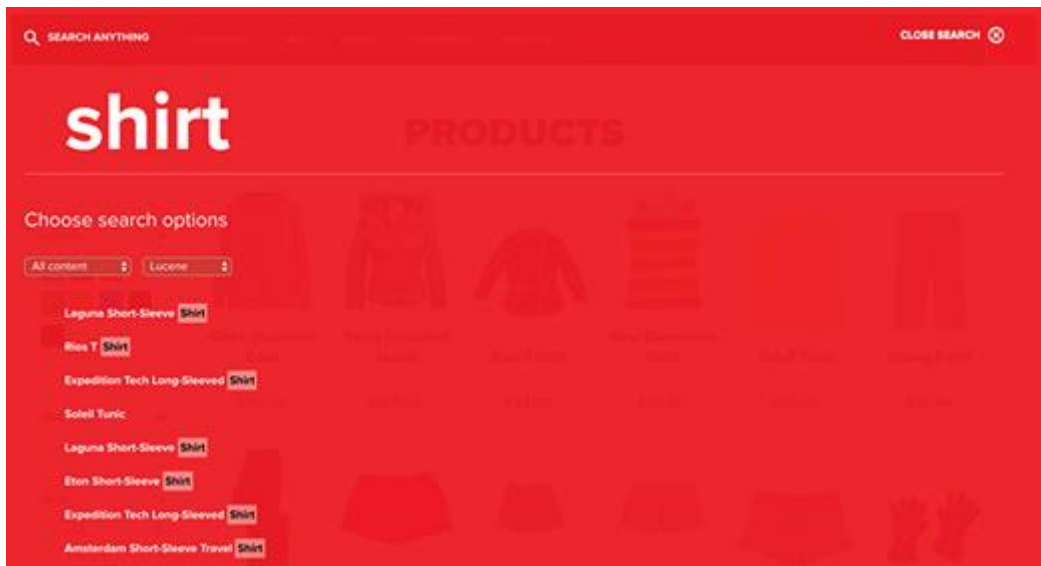 SEARCH ANYTHING
CLOSE SEARCH
shirt
PRODUCTS
Choose search options
All content
Lucene
Laguna Short-Sleeve Shirt
Rios T Shirt
Expedition Tech Long-Sleeved Shirt
Soleil Tunic
Laguna Short-Sleeve Shirt
Eton Short-Sleeve Shirt
Expedition Tech Long-Sleeved Shirt
Amsterdam Short-Sleeve Travel Shirt